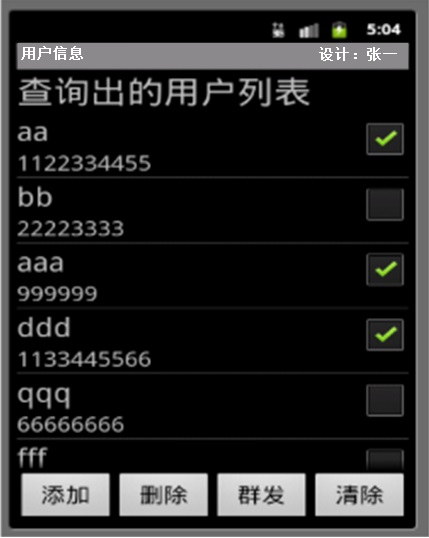 5:04
用户信息 设计：张一
查询出的用户列表
aa
1122334455
bb
22223333
aaa
999999
ddd
1133445566
qqq
66666666
fff
添加 删除 群发 清除